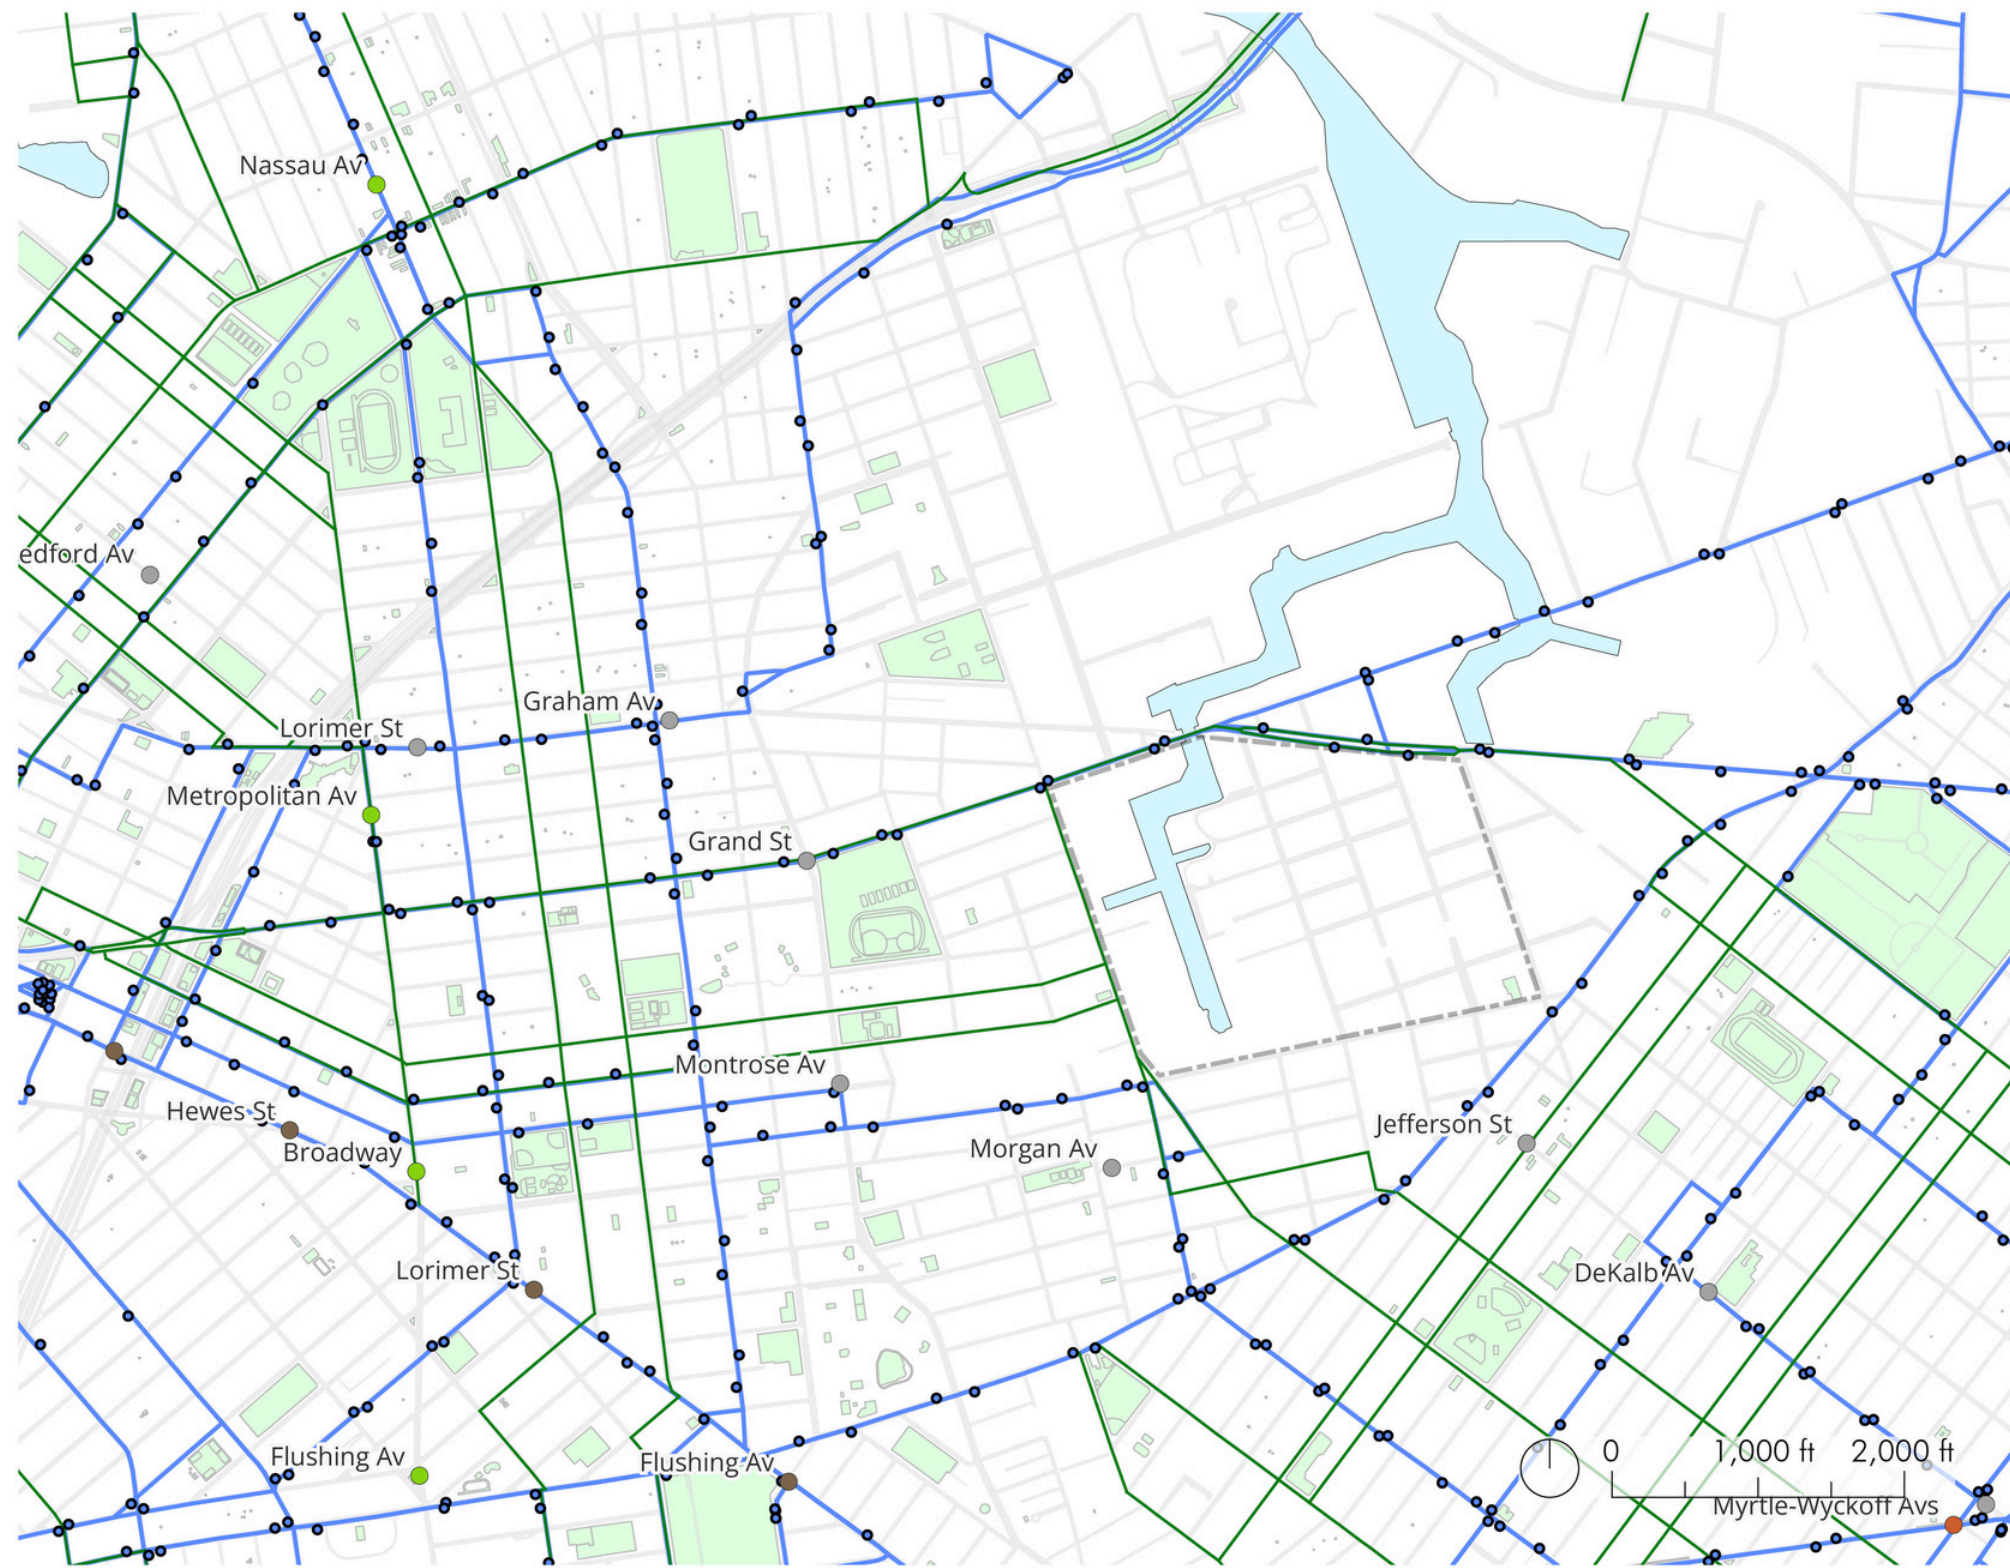 Nassau Av
edford Av
Graham Av
Lorimer St
Metropolitan Av
Grand St
Montrose Av
Hewes St
Broadway
Jefferson St
Morgan Av
Lorimer St
DeKalb Av
Flushing Av
Flushing Av
0 1,000 ft 2,000 ft
Myrtle-Wyckoff Avs